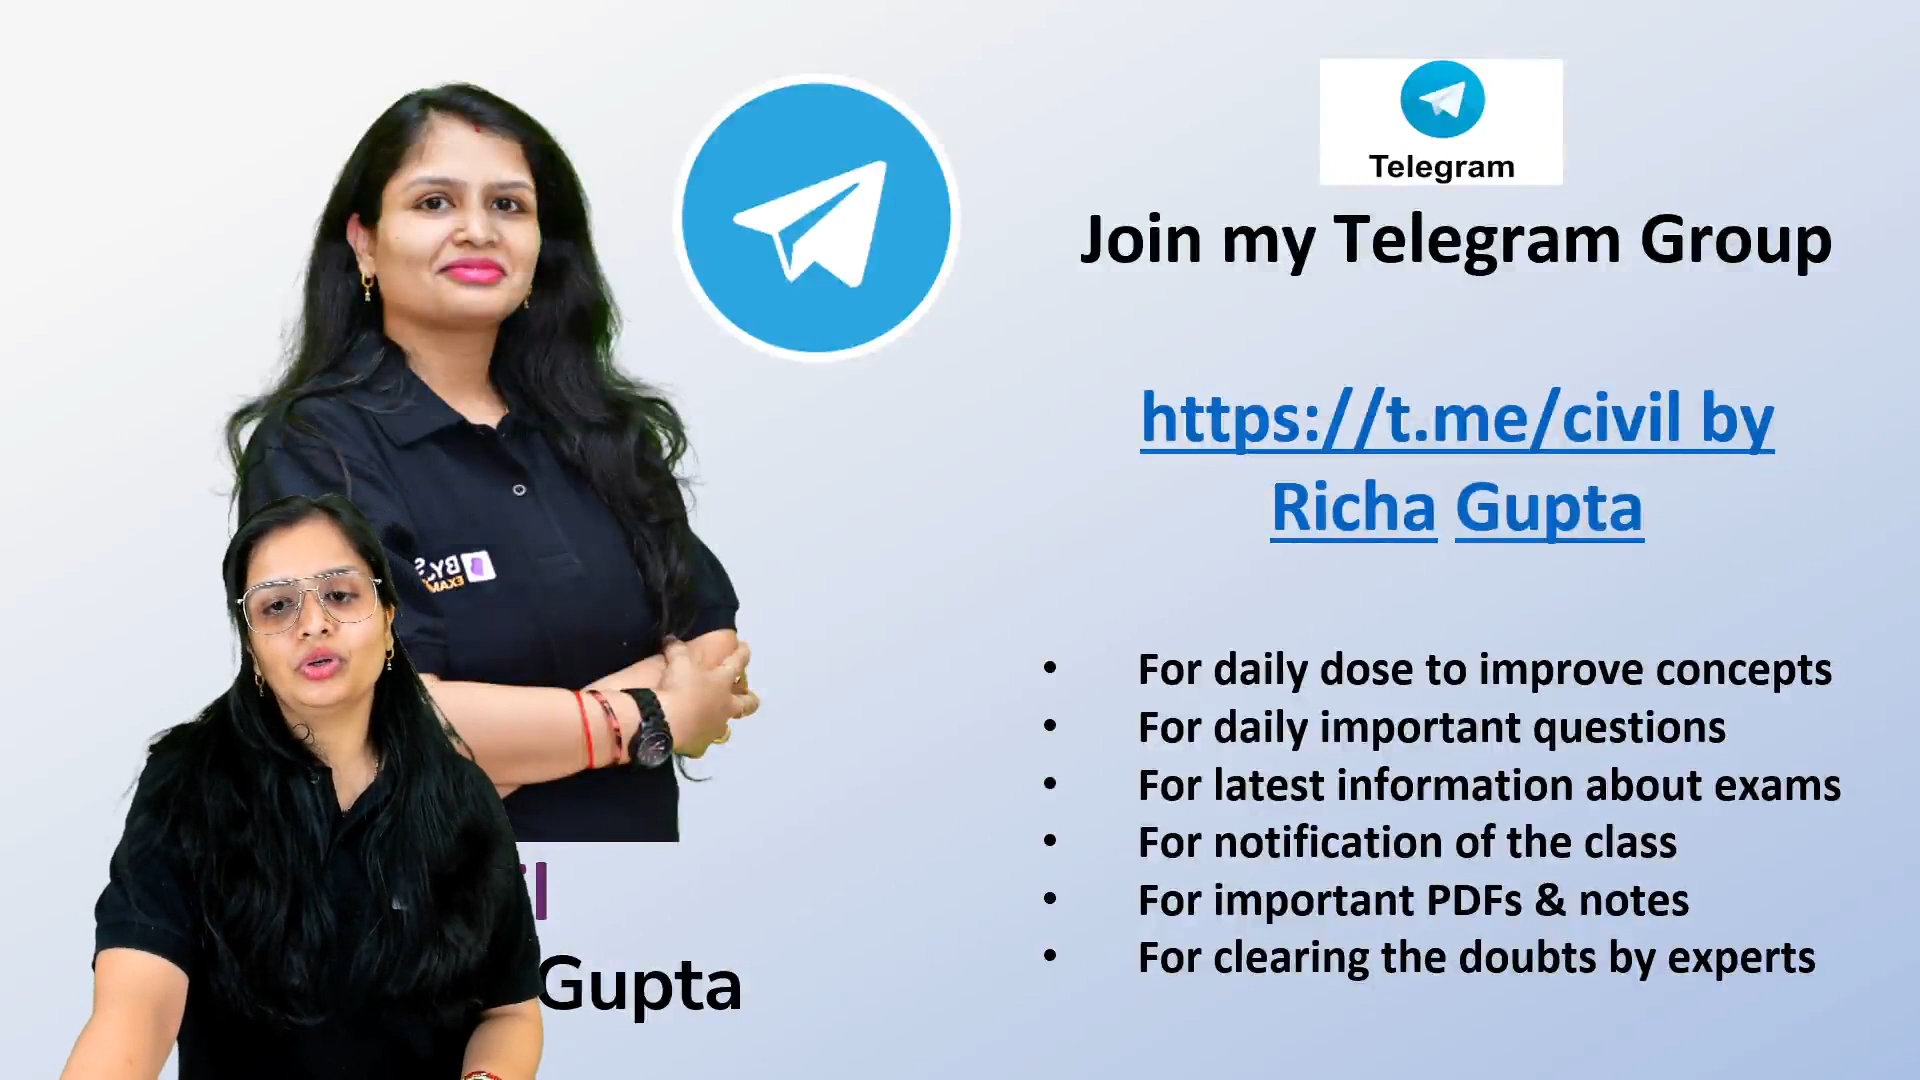 Telegram
Join my Telegram Group
https://t.me/civil by
Richa Gupta
• For daily dose to improve concepts
• For daily important questions
• For latest information about exams
• For notification of the class
• For important PDFs & notes
• For clearing the doubts by experts
Gupta